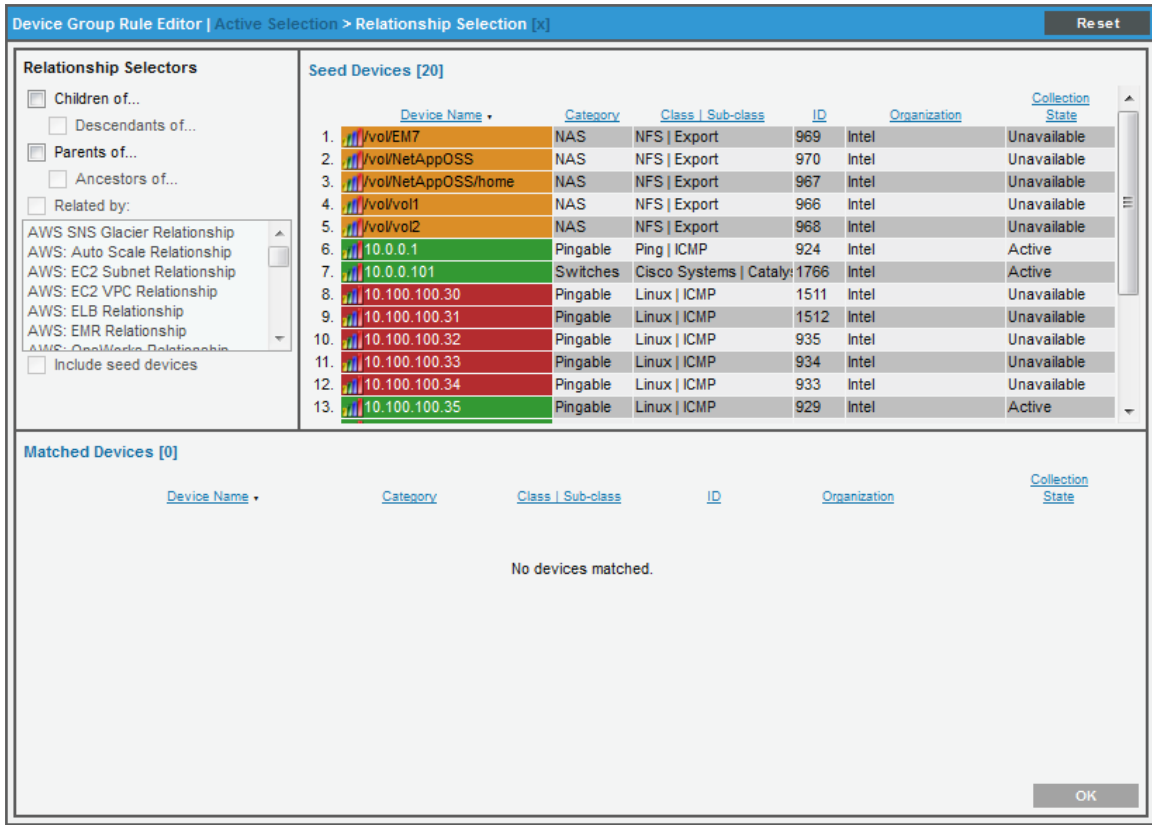 Device Group Rule Editor | Active Selection > Relationship Selection [x] Reset
Relationship Selectors
Children of...
Descendants of...
Parents of...
Ancestors of...
Related by:
AWS SNS Glacier Relationship
AWS: Auto Scale Relationship
AWS: EC2 Subnet Relationship
AWS: EC2 VPC Relationship
AWS: ELB Relationship
AWS: EMR Relationship
AWS: OpsWorks Relationship
Include seed devices
Seed Devices [20]
Device Name Category Class | Sub-class ID Organization Collection State
1. /vol/EM7 NAS NFS | Export 969 Intel Unavailable
2. /vol/NetAppOSS NAS NFS | Export 970 Intel Unavailable
3. /vol/NetAppOSS/home NAS NFS | Export 967 Intel Unavailable
4. /vol/vol1 NAS NFS | Export 966 Intel Unavailable
5. /vol/vol2 NAS NFS | Export 968 Intel Unavailable
6. 10.0.0.1 Pingable Ping | ICMP 924 Intel Active
7. 10.0.0.101 Switches Cisco Systems | Cataly 1766 Intel Active
8. 10.100.100.30 Pingable Linux | ICMP 1511 Intel Unavailable
9. 10.100.100.31 Pingable Linux | ICMP 1512 Intel Unavailable
10. 10.100.100.32 Pingable Linux | ICMP 935 Intel Unavailable
11. 10.100.100.33 Pingable Linux | ICMP 934 Intel Unavailable
12. 10.100.100.34 Pingable Linux | ICMP 933 Intel Unavailable
13. 10.100.100.35 Pingable Linux | ICMP 929 Intel Active
Matched Devices [0]
Device Name Category Class | Sub-class ID Organization Collection State
No devices matched.
OK